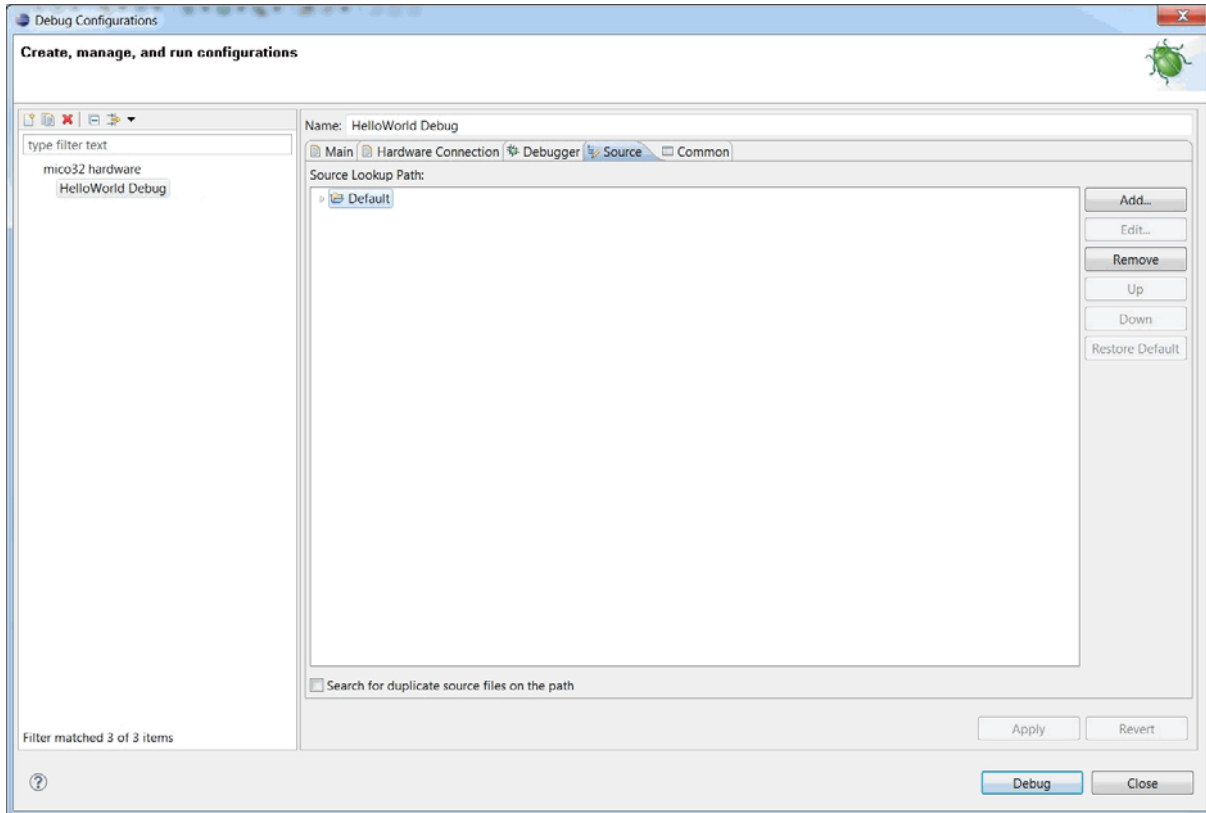 Debug Configurations
X
Create, manage, and run configurations
type filter text
mico32 hardware
HelloWorld Debug
Filter matched 3 of 3 items
Name: HelloWorld Debug
Main Hardware Connection Debugger Source Common
Source Lookup Path:
Default
Add...
Edit...
Remove
Up
Down
Restore Default
Search for duplicate source files on the path
Apply Revert
?
Debug Close